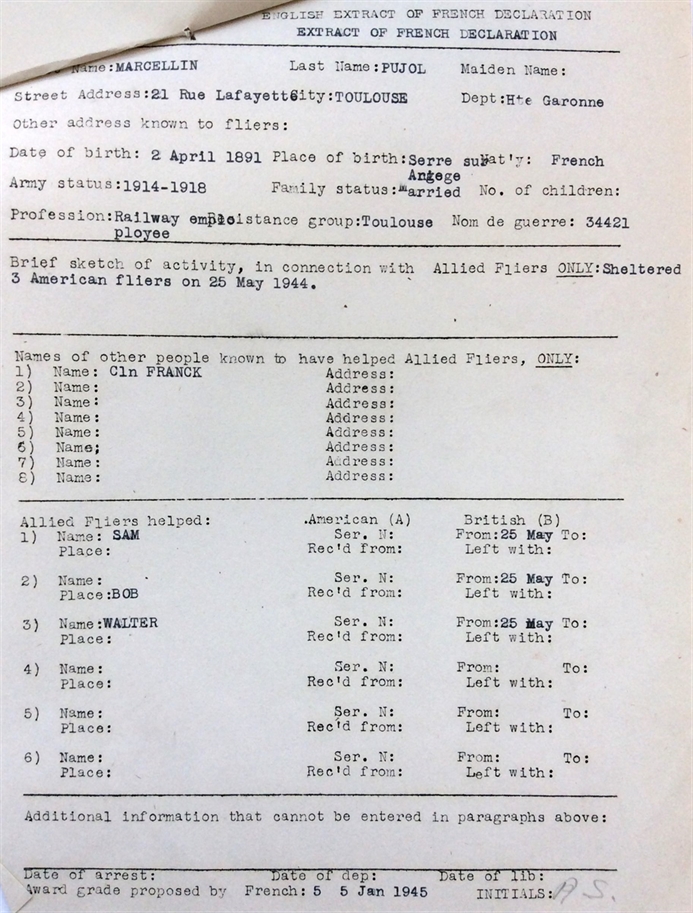 ENGLISH EXTRACT OF FRENCH DECLARATION
EXTRACT OF FRENCH DECLARATION
Name:MARCELLIN Last Name:PUJOL Maiden Name:
Street Address:21 Rue Lafayette City:TOULOUSE Dept:Hte Garonne
Other address known to fliers:
Date of birth: 2 April 1891 Place of birth:Serre sur Nat'y: French
Angege
Army status:1914-1918 Family status:married No. of children:
Profession:Railway emplo Resistance group:Toulouse Nom de guerre: 34421
ployee
Brief sketch of activity, in connection with Allied Fliers ONLY:Sheltered
3 American fliers on 25 May 1944.
Names of other people known to have helped Allied Fliers, ONLY:
1) Name: Cln FRANCK Address:
2) Name: Address:
3) Name: Address:
4) Name: Address:
5) Name: Address:
6) Name; Address:
7) Name: Address:
8) Name: Address:
Allied Fliers helped: .American (A) British (B)
1) Name: SAM Ser. N: From:25 May To:
Place: Rec'd from: Left with:
2) Name: Ser. N: From:25 May To:
Place:BOB Rec'd from: Left with:
3) Name:WALTER Ser. N: From:25 May To:
Place: Rec'd from: Left with:
4) Name: Ser. N: From: To:
Place: Rec'd from: Left with:
5) Name: Ser. N: From: To:
Place: Rec'd from: Left with:
6) Name: Ser. N: From: To:
Place: Rec'd from: Left with:
Additional information that cannot be entered in paragraphs above:
Date of arrest: Date of dep: Date of lib:
Award grade proposed by French: 5 5 Jan 1945 INITIALS: A S.